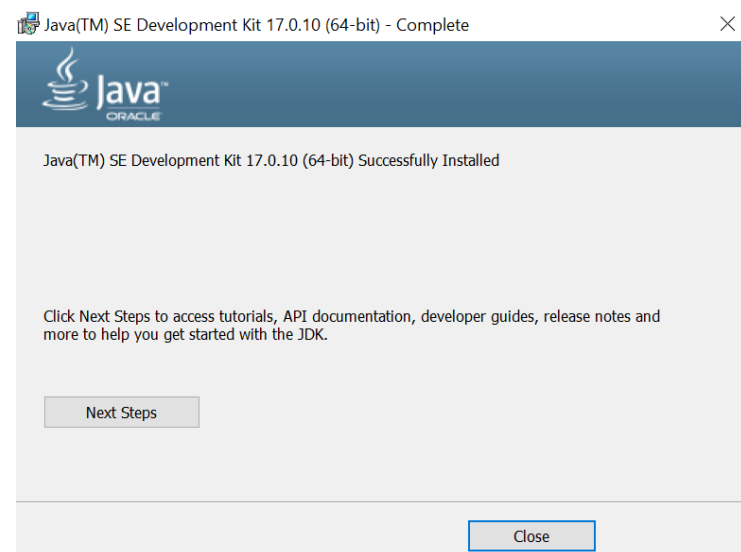 Java(TM) SE Development Kit 17.0.10 (64-bit) - Complete
Java™
ORACLE
Java(TM) SE Development Kit 17.0.10 (64-bit) Successfully Installed
Click Next Steps to access tutorials, API documentation, developer guides, release notes and
more to help you get started with the JDK.
Next Steps
Close